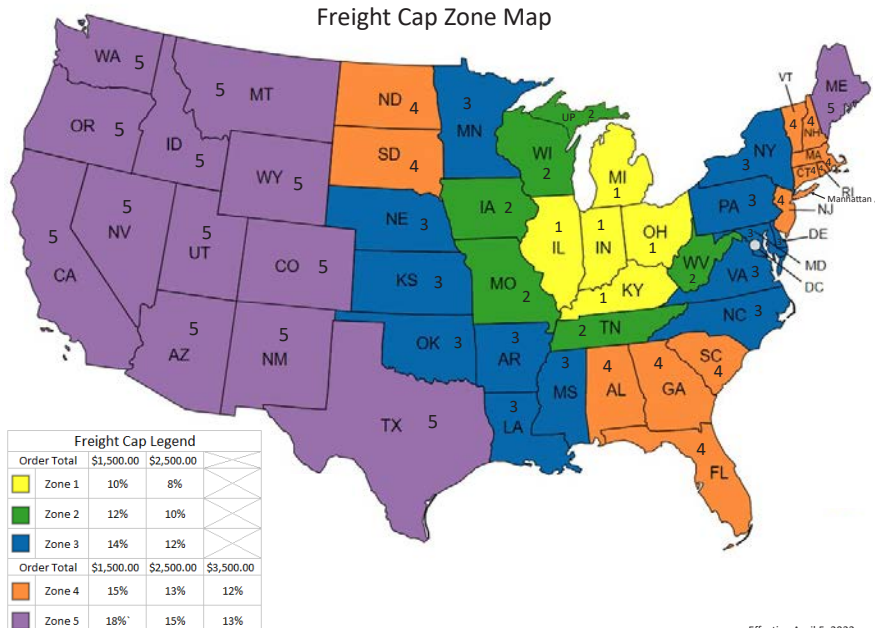 Freight Cap Zone Map
WA 5
5 MT
ND 4
3
MN
VT
ME
5
OR 5
ID
5
SD
4
UP 2
WI
2
4
4
NH
NY
3
MA 4
CT4
RI
Manhattan
WY 5
MI
1
IA 2
NE 3
PA 3
4
NJ
5
NV
5
UT
5
CA
CO 5
KS 3
MO
2
1
IL
1
IN
OH
1
WV
2
3
DE
MD
DC
VA 3
1 KY
2 TN
NC 3
5
AZ
5
NM
OK 3
3
AR
3
MS
4
AL
4
GA
SC
4
TX 5
3
LA
4
FL
Freight Cap Legend
Order Total $1,500.00 $2,500.00
Zone 1 10% 8%
Zone 2 12% 10%
Zone 3 14% 12%
Order Total $1,500.00 $2,500.00 $3,500.00
Zone 4 15% 13% 12%
Zone 5 18%` 15% 13%